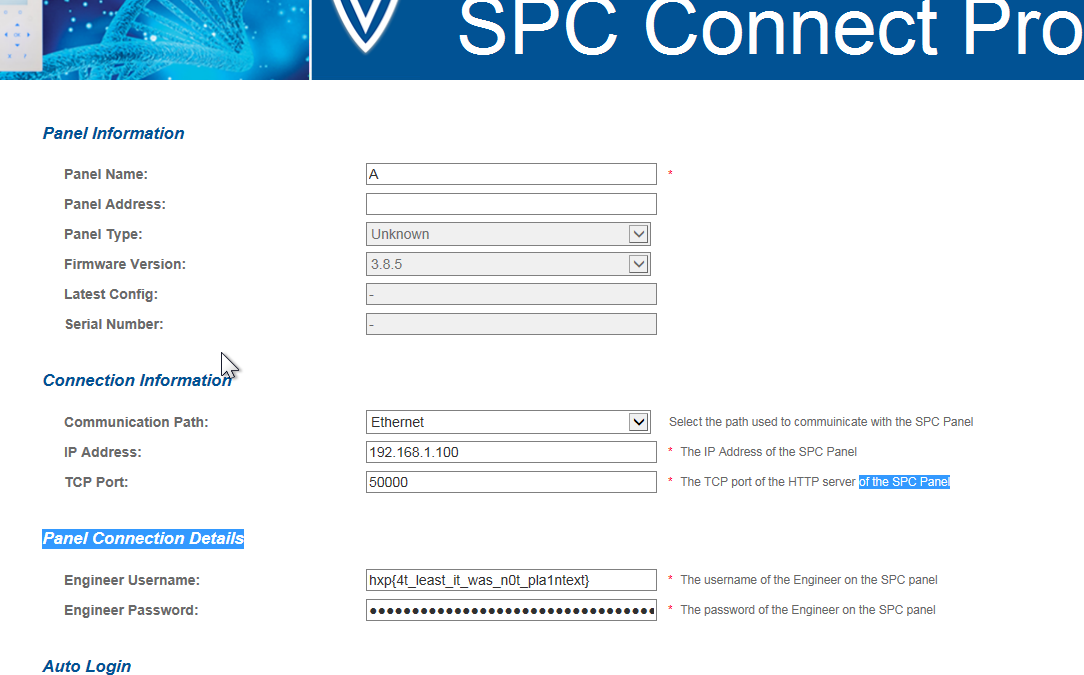 SPC Connect Pro
Panel Information
Panel Name: A *
Panel Address:
Panel Type: Unknown
Firmware Version: 3.8.5
Latest Config: -
Serial Number: -
Connection Information
Communication Path: Ethernet Select the path used to commuinicate with the SPC Panel
IP Address: 192.168.1.100 * The IP Address of the SPC Panel
TCP Port: 50000 * The TCP port of the HTTP server of the SPC Panel
Panel Connection Details
Engineer Username: hxp{4t_least_it_was_n0t_pla1ntext} * The username of the Engineer on the SPC panel
Engineer Password: ●●●●●●●●●●●●●●●●●●●●●●●●●●●●●●●●●● * The password of the Engineer on the SPC panel
Auto Login